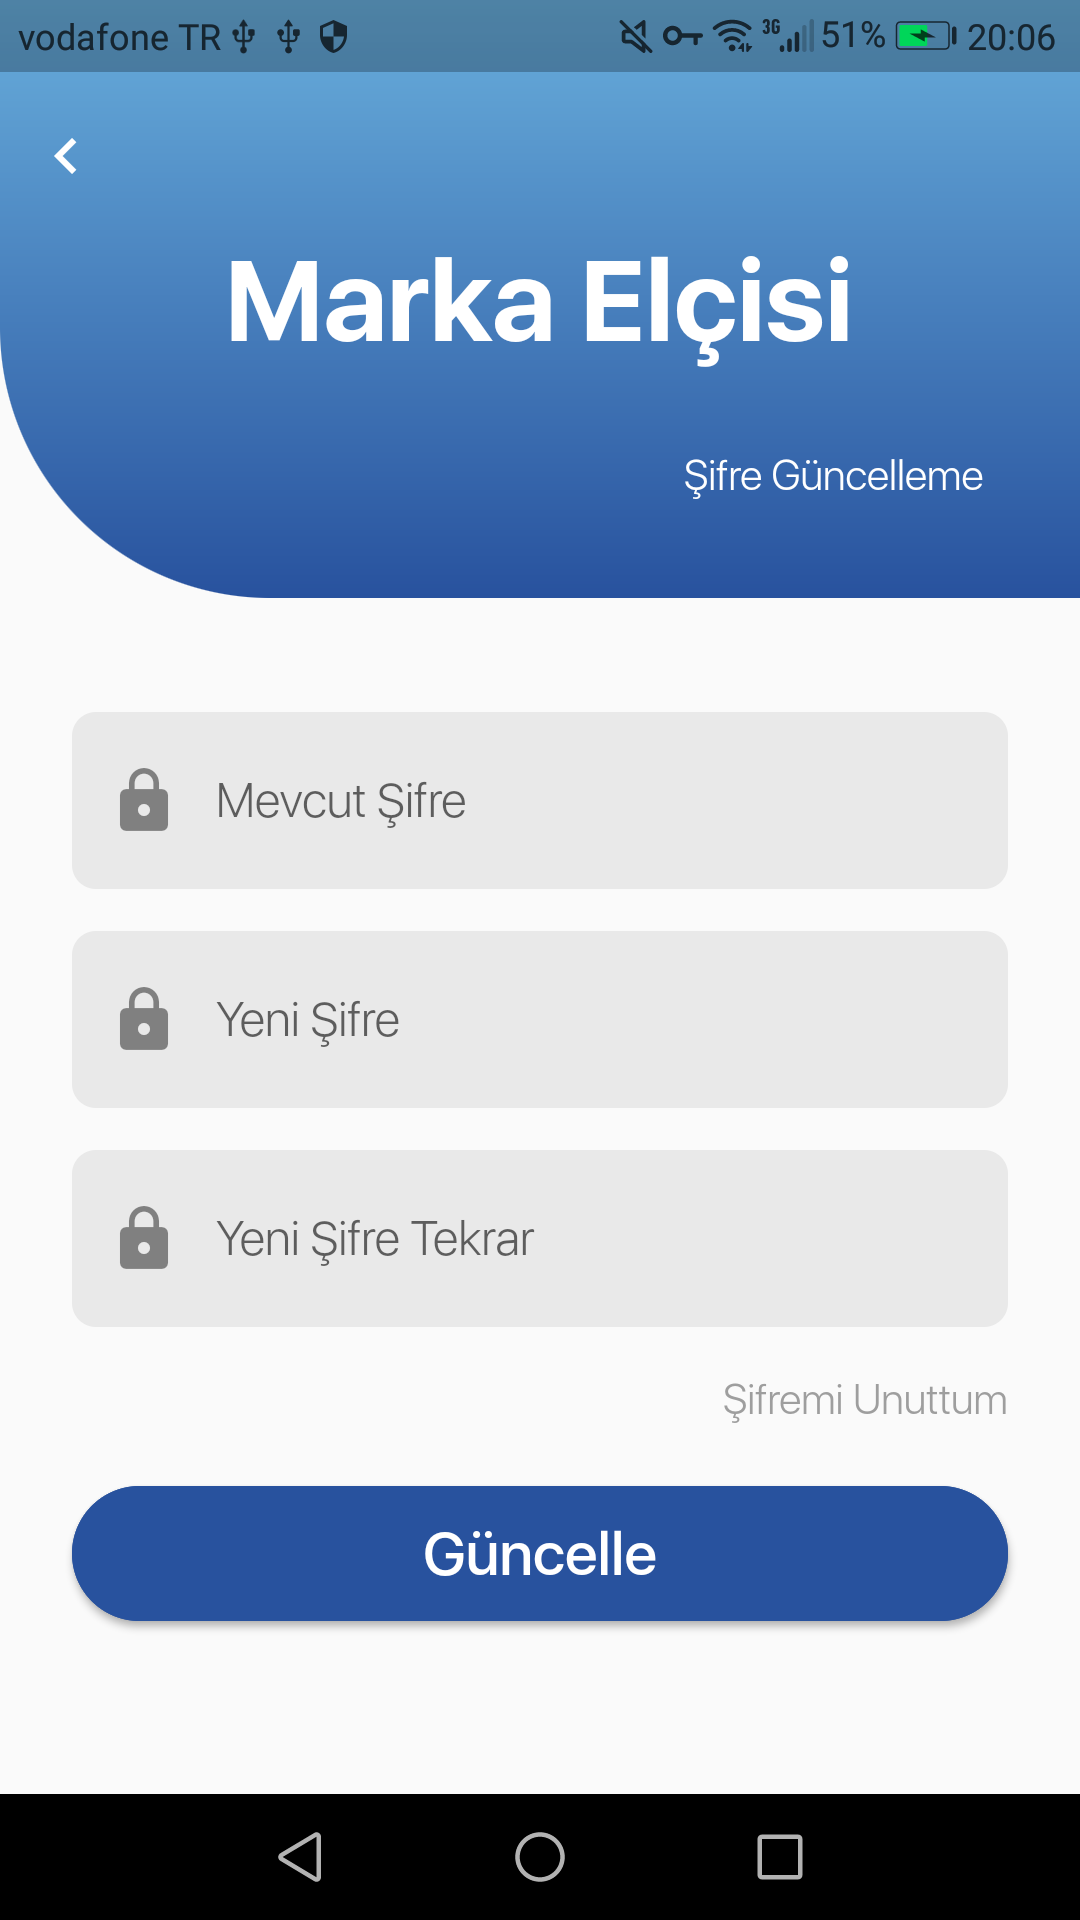 vodafone TR 3G 51% 20:06
Marka Elçisi
Şifre Güncelleme
Mevcut Şifre
Yeni Şifre
Yeni Şifre Tekrar
Şifremi Unuttum
Güncelle